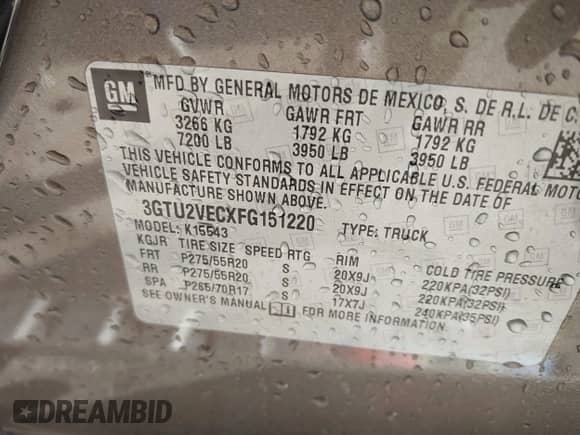 GM
MFD BY GENERAL MOTORS DE MEXICO, S. DE R.L. DE C.
GVWR GAWR FRT GAWR RR
3266 KG 1792 KG 1792 KG
7200 LB 3950 LB 3950 LB
THIS VEHICLE CONFORMS TO ALL APPLICABLE U.S. FEDERAL MOTO
VEHICLE SAFETY STANDARDS IN EFFECT ON THE DATE OF
MANUFACTURE SHOWN ABOVE.
3GTU2VECXFG151220 TYPE: TRUCK
MODEL: K15543
KGJR TIRE SIZE SPEED RTG RIM COLD TIRE PRESSURE
FRT P275/55R20 S 20X9J 220KPA(32PSI)
RR P275/55R20 S 20X9J 220KPA(32PSI)
SPA P265/70R17 S 17X7J 240KPA(35PSI)
SEE OWNER'S MANUAL FOR MORE INFORMATION.
DREAMBID